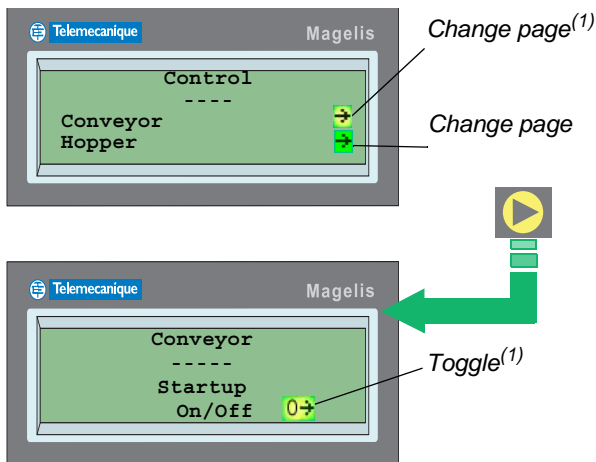 Telemecanique
Magelis
Change page(1)
Control
----
Conveyor →
Hopper →
Change page
Telemecanique
Magelis
Conveyor
-----
Startup
On/Off 0→
Toggle(1)